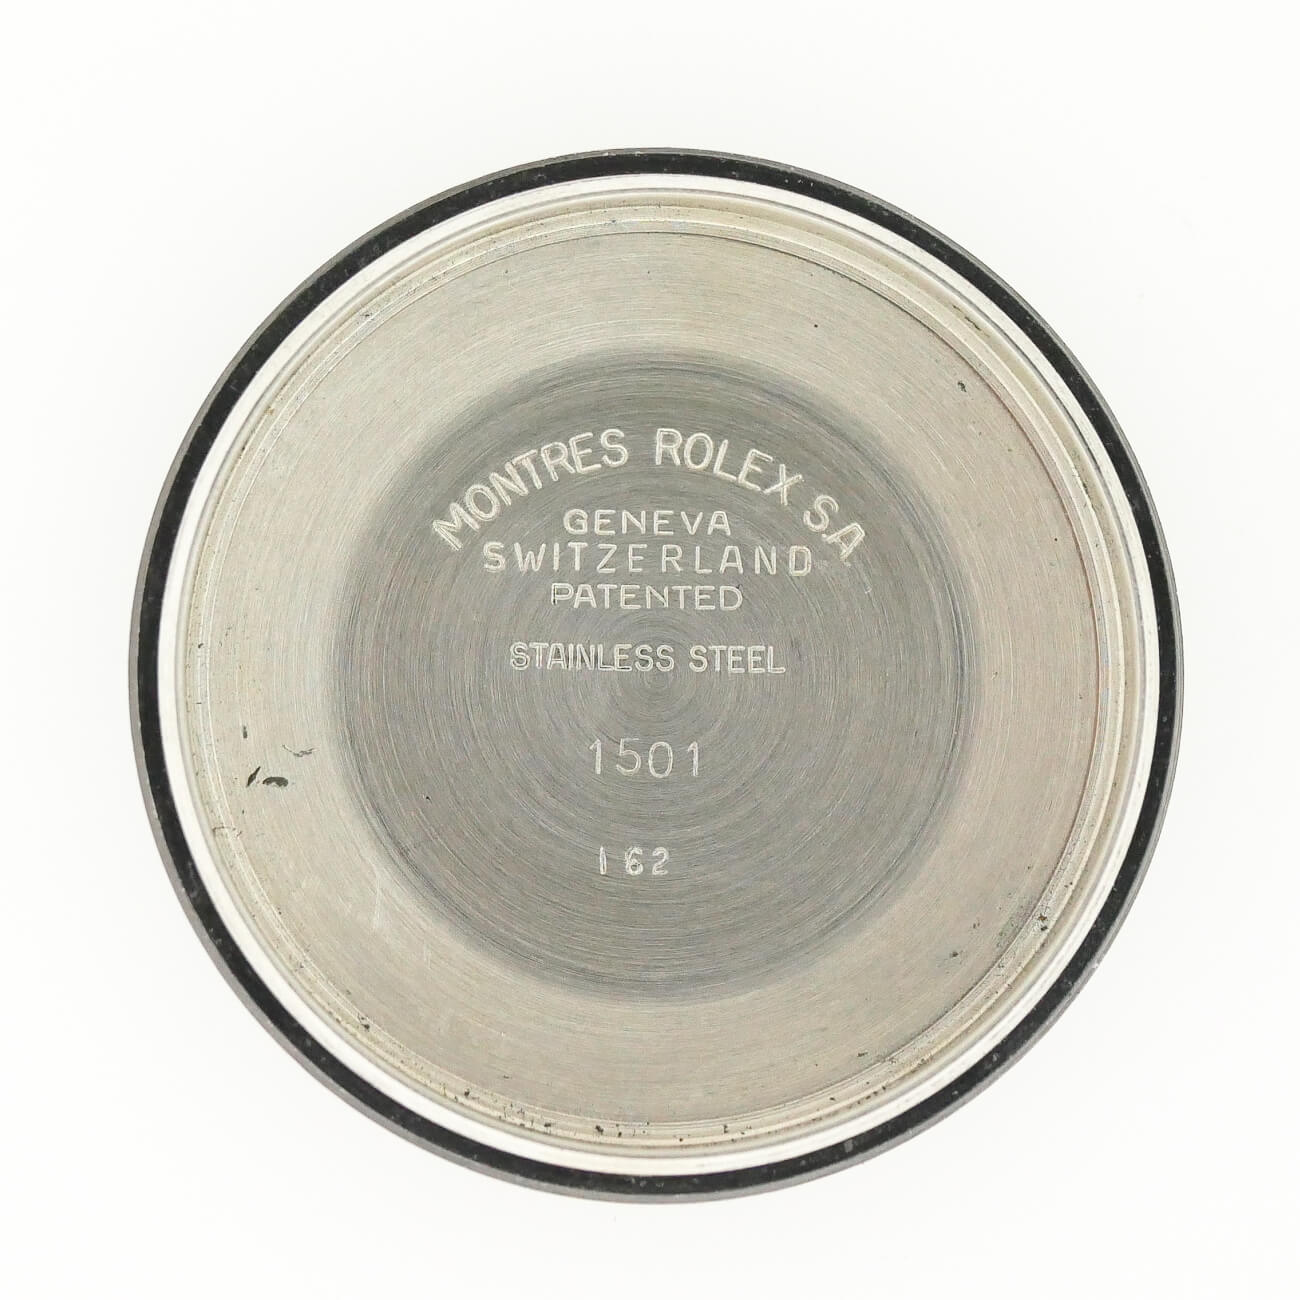 MONTRES ROLEX S.A.
GENEVA
SWITZERLAND
PATENTED
STAINLESS STEEL
1501
I 62